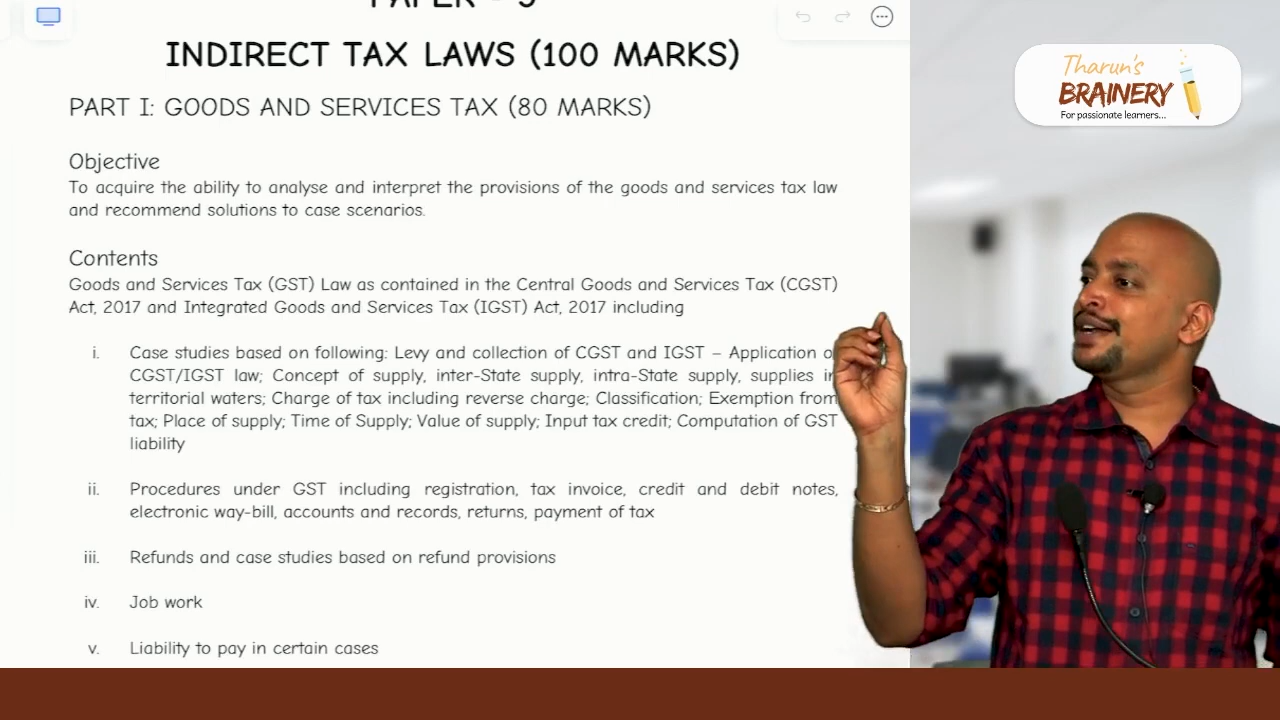 PAPER - 5
INDIRECT TAX LAWS (100 MARKS)
PART I: GOODS AND SERVICES TAX (80 MARKS)
Objective
To acquire the ability to analyse and interpret the provisions of the goods and services tax law
and recommend solutions to case scenarios.
Contents
Goods and Services Tax (GST) Law as contained in the Central Goods and Services Tax (CGST)
Act, 2017 and Integrated Goods and Services Tax (IGST) Act, 2017 including
i. Case studies based on following: Levy and collection of CGST and IGST – Application
CGST/IGST law; Concept of supply, inter-State supply, intra-State supply, supplies in
territorial waters; Charge of tax including reverse charge; Classification; Exemption from
tax; Place of supply; Time of Supply; Value of supply; Input tax credit; Computation of GST
liability
ii. Procedures under GST including registration, tax invoice, credit and debit notes,
electronic way-bill, accounts and records, returns, payment of tax
iii. Refunds and case studies based on refund provisions
iv. Job work
v. Liability to pay in certain cases
Tharun's
BRAINERY
For passionate learners...